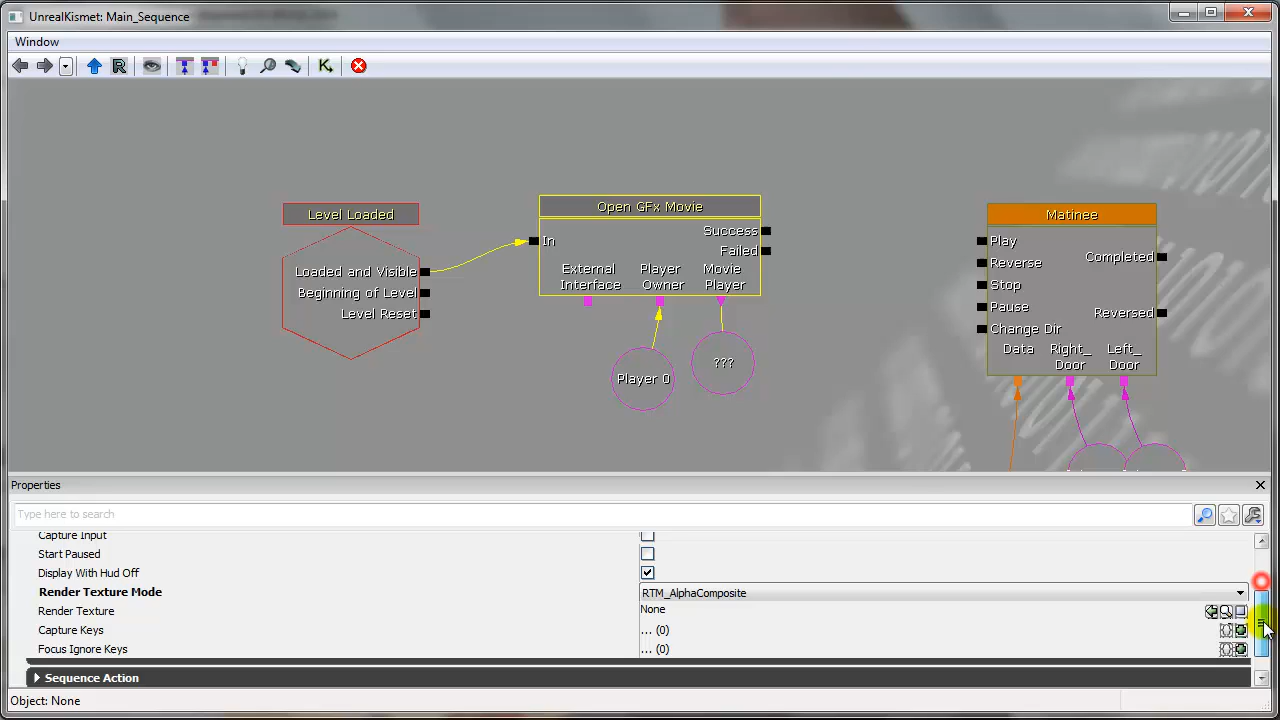 UnrealKismet: Main_Sequence
Window
Level Loaded
Loaded and Visible
Beginning of Level
Level Reset
Open GFx Movie
In
Success
Failed
External Interface
Player Owner
Movie Player
Player 0
???
Matinee
Play
Reverse
Stop
Pause
Change Dir
Completed
Reversed
Data
Right_ Door
Left_ Door
Properties
Type here to search
Capture Input
Start Paused
Display With Hud Off
Render Texture Mode RTM_AlphaComposite
Render Texture None
Capture Keys ... (0)
Focus Ignore Keys ... (0)
Sequence Action
Object: None